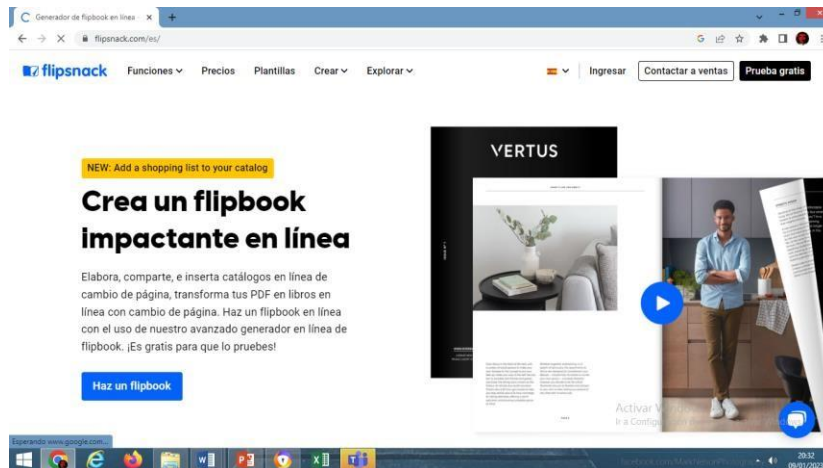 Generador de flipbook en línea -
flipsnack.com/es/
flipsnack
Funciones
Precios
Plantillas
Crear
Explorar
Ingresar
Contactar a ventas
Prueba gratis
NEW: Add a shopping list to your catalog
Crea un flipbook
impactante en línea
Elabora, comparte, e inserta catálogos en línea de
cambio de página, transforma tus PDF en libros en
línea con cambio de página. Haz un flipbook en línea
con el uso de nuestro avanzado generador en línea de
flipbook. ¡Es gratis para que lo pruebes!
Haz un flipbook
VERTUS
Activar
Ir a
Esperando www.google.com...
20:32